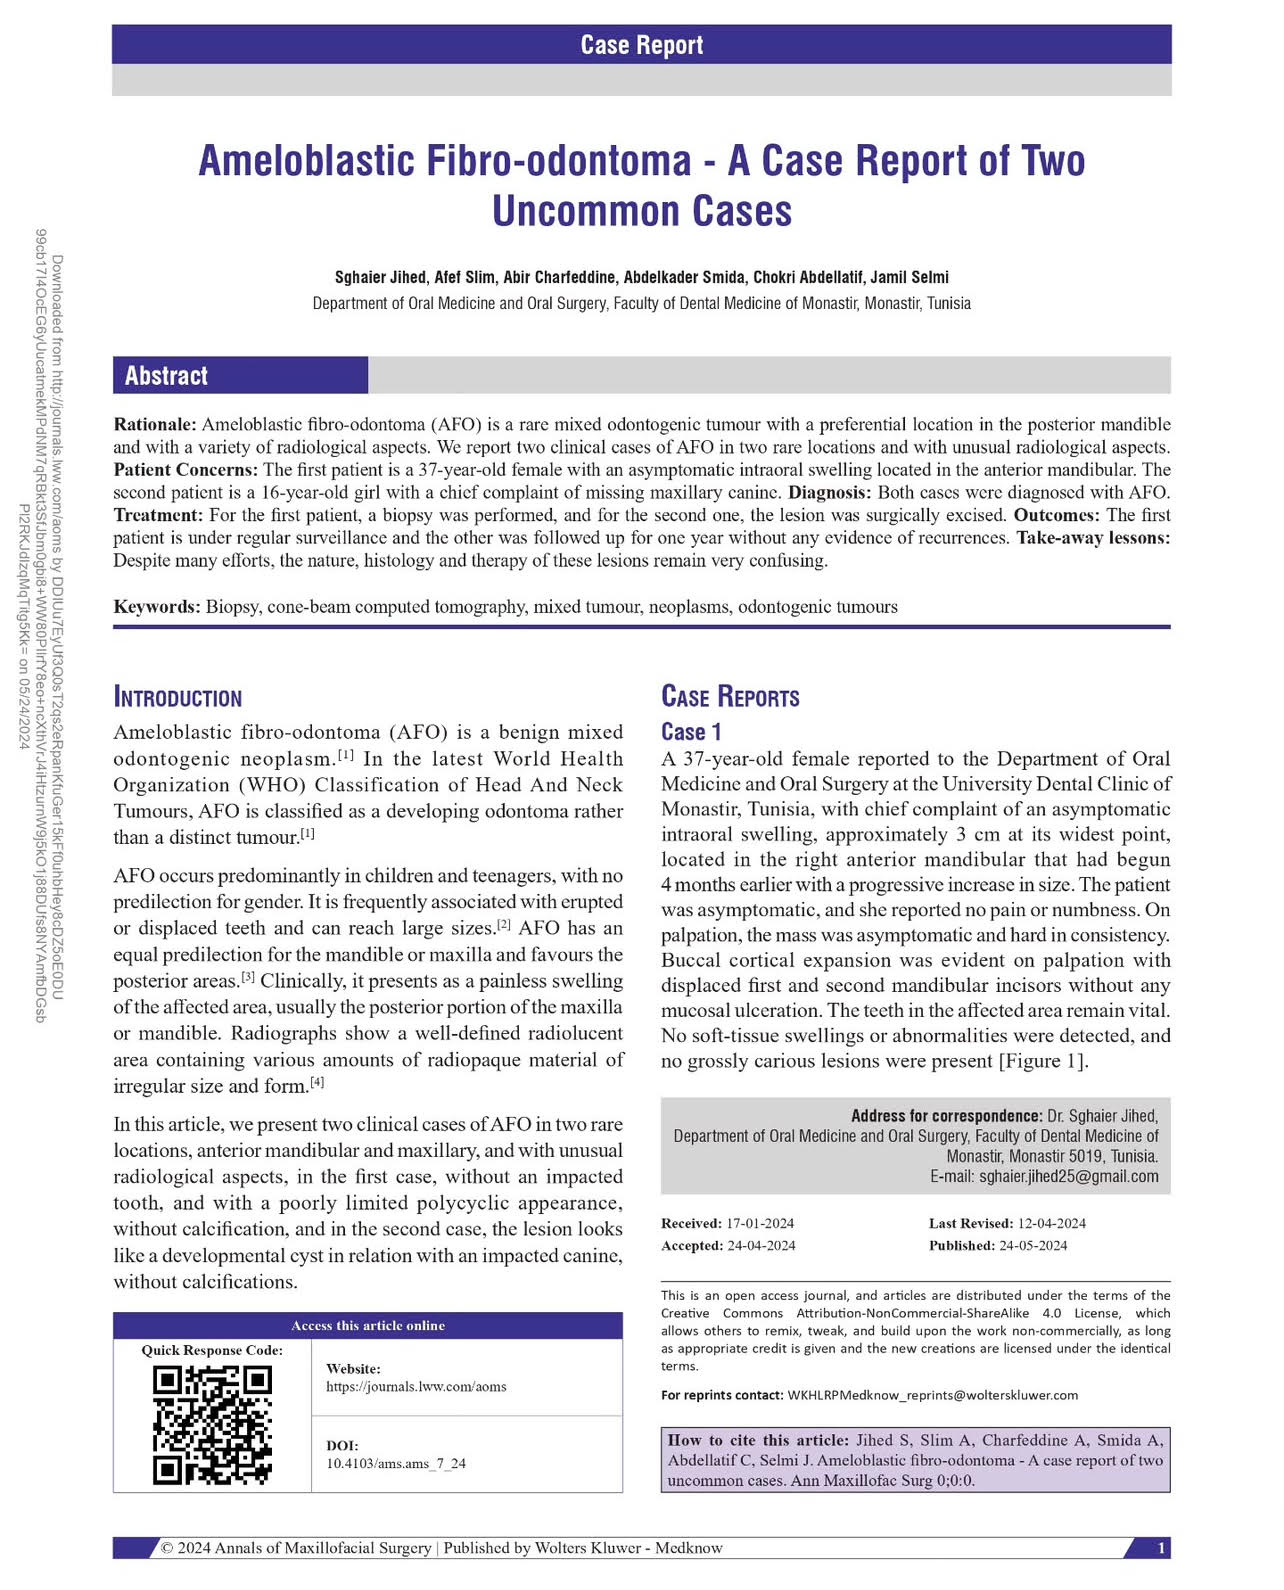 Case Report
Ameloblastic Fibro-odontoma - A Case Report of Two
Uncommon Cases
Sghaier Jihed, Afef Slim, Abir Charfeddine, Abdelkader Smida, Chokri Abdellatif, Jamil Selmi
Department of Oral Medicine and Oral Surgery, Faculty of Dental Medicine of Monastir, Monastir, Tunisia
Abstract
Rationale: Ameloblastic fibro-odontoma (AFO) is a rare mixed odontogenic tumour with a preferential location in the posterior mandible
and with a variety of radiological aspects. We report two clinical cases of AFO in two rare locations and with unusual radiological aspects.
Patient Concerns: The first patient is a 37-year-old female with an asymptomatic intraoral swelling located in the anterior mandibular. The
second patient is a 16-year-old girl with a chief complaint of missing maxillary canine. Diagnosis: Both cases were diagnosed with AFO.
Treatment: For the first patient, a biopsy was performed, and for the second one, the lesion was surgically excised. Outcomes: The first
patient is under regular surveillance and the other was followed up for one year without any evidence of recurrences. Take-away lessons:
Despite many efforts, the nature, histology and therapy of these lesions remain very confusing.
Keywords: Biopsy, cone-beam computed tomography, mixed tumour, neoplasms, odontogenic tumours
Introduction
Ameloblastic fibro-odontoma (AFO) is a benign mixed
odontogenic neoplasm.[1] In the latest World Health
Organization (WHO) Classification of Head And Neck
Tumours, AFO is classified as a developing odontoma rather
than a distinct tumour.[1]
AFO occurs predominantly in children and teenagers, with no
predilection for gender. It is frequently associated with erupted
or displaced teeth and can reach large sizes.[2] AFO has an
equal predilection for the mandible or maxilla and favours the
posterior areas.[3] Clinically, it presents as a painless swelling
of the affected area, usually the posterior portion of the maxilla
or mandible. Radiographs show a well-defined radiolucent
area containing various amounts of radiopaque material of
irregular size and form.[4]
In this article, we present two clinical cases of AFO in two rare
locations, anterior mandibular and maxillary, and with unusual
radiological aspects, in the first case, without an impacted
tooth, and with a poorly limited polycyclic appearance,
without calcification, and in the second case, the lesion looks
like a developmental cyst in relation with an impacted canine,
without calcifications.
Access this article online
Quick Response Code:
Website:
https://journals.lww.com/aoms
DOI:
10.4103/ams.ams_7_24
Case Reports
Case 1
A 37-year-old female reported to the Department of Oral
Medicine and Oral Surgery at the University Dental Clinic of
Monastir, Tunisia, with chief complaint of an asymptomatic
intraoral swelling, approximately 3 cm at its widest point,
located in the right anterior mandibular that had begun
4 months earlier with a progressive increase in size. The patient
was asymptomatic, and she reported no pain or numbness. On
palpation, the mass was asymptomatic and hard in consistency.
Buccal cortical expansion was evident on palpation with
displaced first and second mandibular incisors without any
mucosal ulceration. The teeth in the affected area remain vital.
No soft-tissue swellings or abnormalities were detected, and
no grossly carious lesions were present [Figure 1].
Address for correspondence: Dr. Sghaier Jihed,
Department of Oral Medicine and Oral Surgery, Faculty of Dental Medicine of
Monastir, Monastir 5019, Tunisia.
E-mail: sghaier.jihed25@gmail.com
Received: 17-01-2024 Last Revised: 12-04-2024
Accepted: 24-04-2024 Published: 24-05-2024
This is an open access journal, and articles are distributed under the terms of the
Creative Commons Attribution-NonCommercial-ShareAlike 4.0 License, which
allows others to remix, tweak, and build upon the work non-commercially, as long
as appropriate credit is given and the new creations are licensed under the identical
terms.
For reprints contact: WKHLRPMedknow_reprints@wolterskluwer.com
How to cite this article: Jihed S, Slim A, Charfeddine A, Smida A,
Abdellatif C, Selmi J. Ameloblastic fibro-odontoma - A case report of two
uncommon cases. Ann Maxillofac Surg 0;0:0.
© 2024 Annals of Maxillofacial Surgery | Published by Wolters Kluwer - Medknow
1
Downloaded from http://journals.lww.com/aoms by
on 05/24/2024